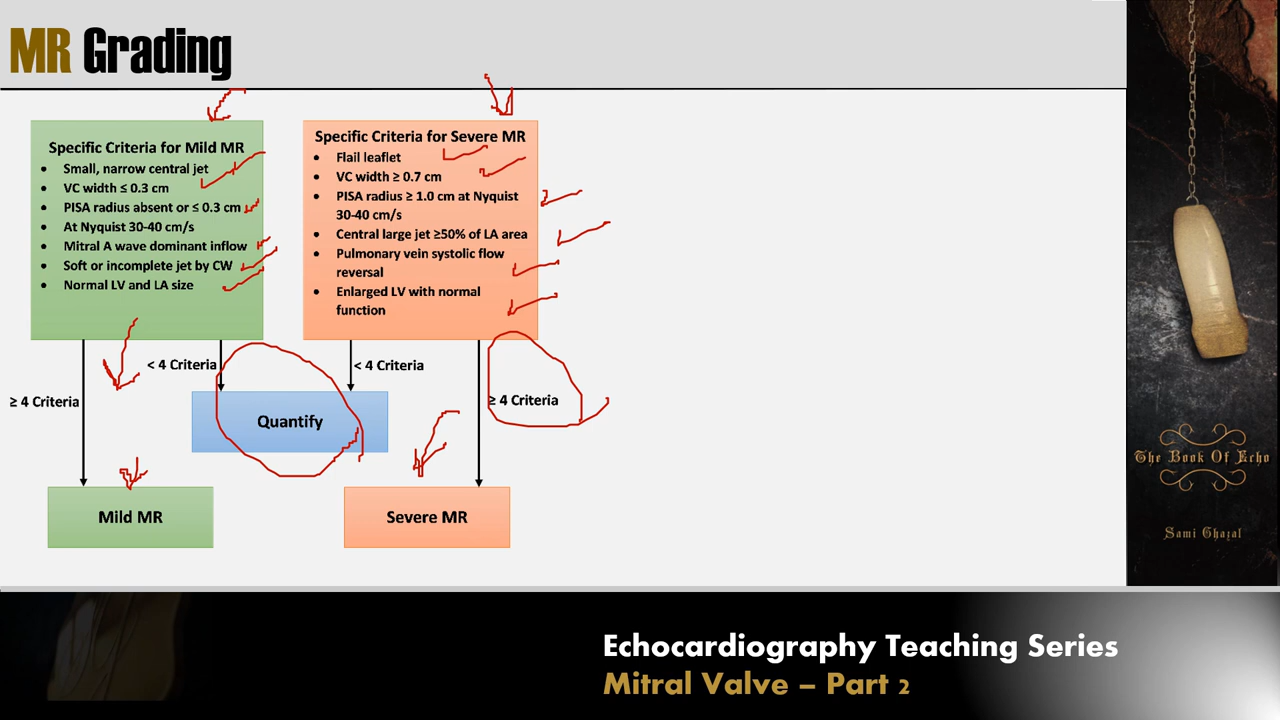 MR Grading
Specific Criteria for Mild MR
• Small, narrow central jet
• VC width ≤ 0.3 cm
• PISA radius absent or ≤ 0.3 cm
• At Nyquist 30-40 cm/s
• Mitral A wave dominant inflow
• Soft or incomplete jet by CW
• Normal LV and LA size
Specific Criteria for Severe MR
• Flail leaflet
• VC width ≥ 0.7 cm
• PISA radius ≥ 1.0 cm at Nyquist
30-40 cm/s
• Central large jet ≥50% of LA area
• Pulmonary vein systolic flow
reversal
• Enlarged LV with normal
function
≥ 4 Criteria
< 4 Criteria
< 4 Criteria
≥ 4 Criteria
Quantify
Mild MR
Severe MR
The Book Of Echo
Sami Ghazal
Echocardiography Teaching Series
Mitral Valve – Part 2